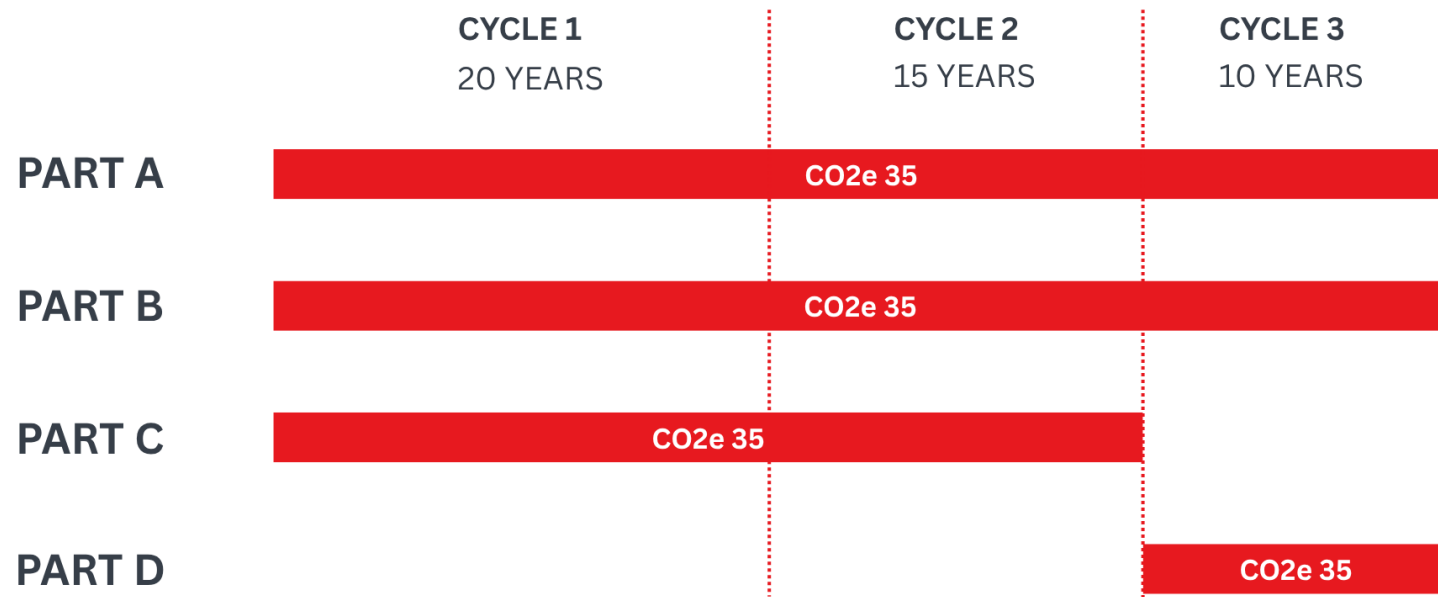 CYCLE 1
20 YEARS
CYCLE 2
15 YEARS
CYCLE 3
10 YEARS
PART A
CO2e 35
PART B
CO2e 35
PART C
CO2e 35
PART D
CO2e 35